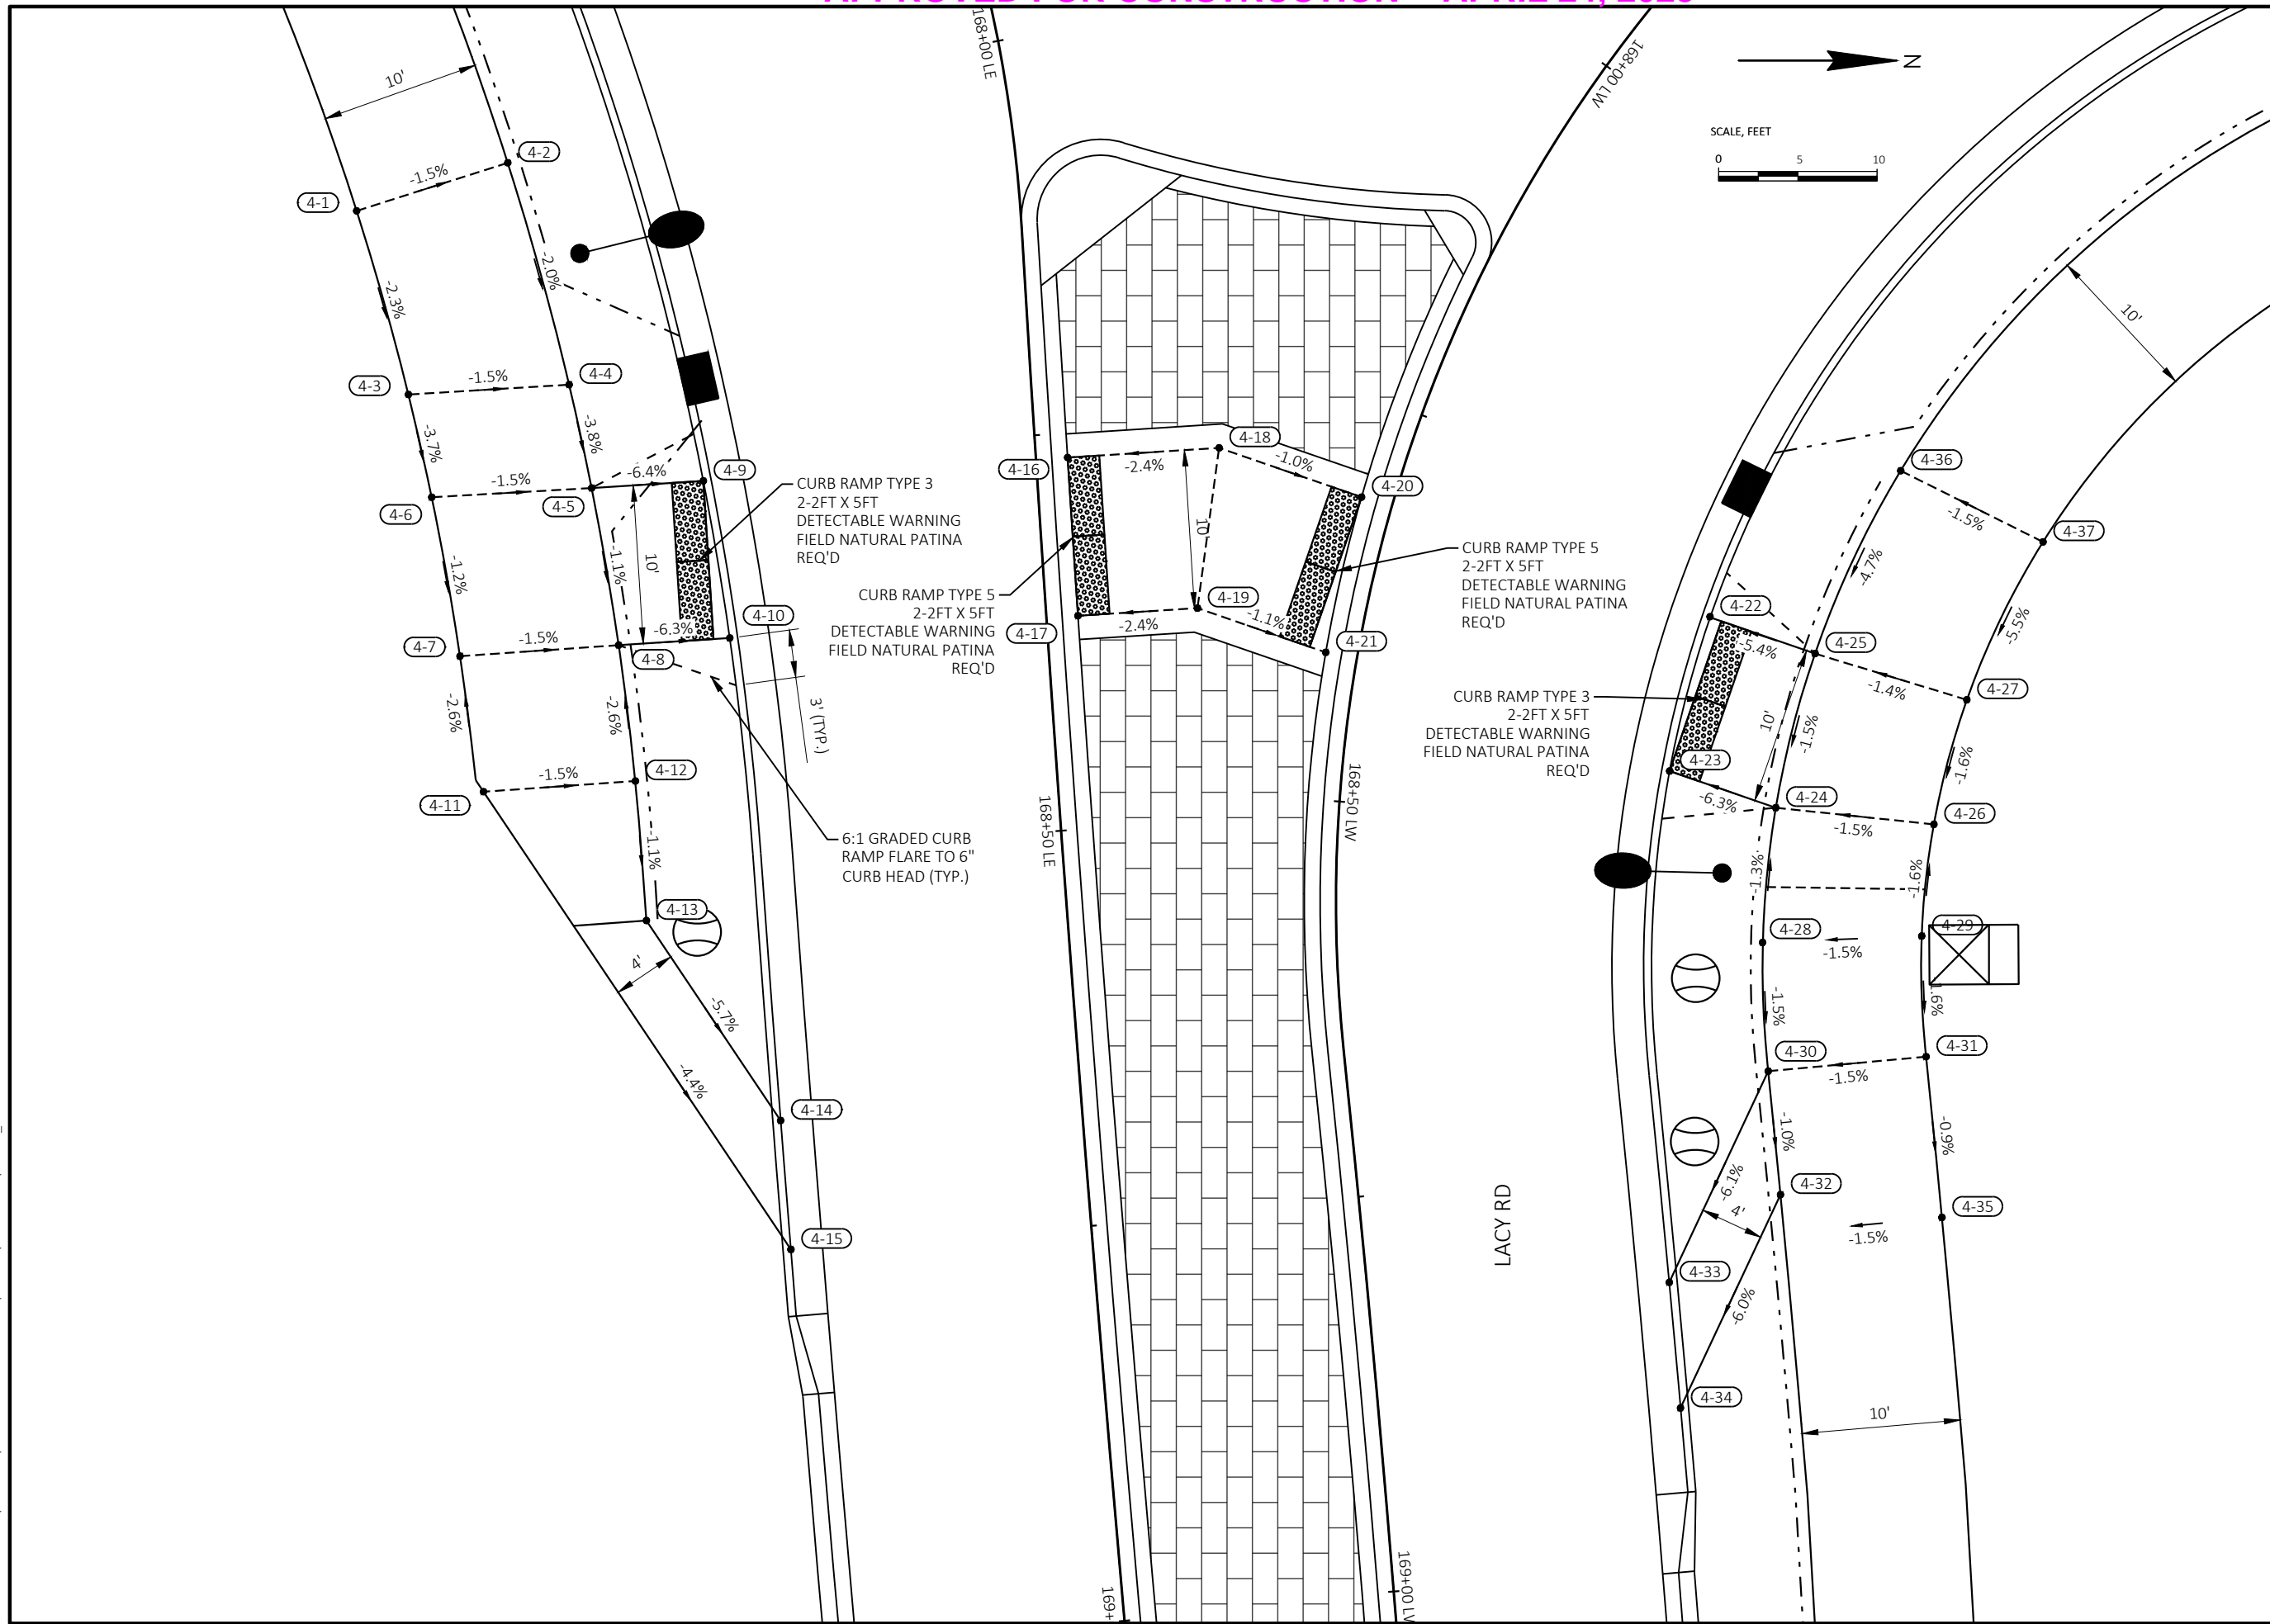 APPROVED FOR CONSTRUCTION - APRIL 24, 2023
168+00 LE
168+00 LW
N
SCALE, FEET
0 5 10
10'
4-1
-1.5%
4-2
-2.3%
-2.0%
4-3
-1.5%
4-4
-3.7%
-3.8%
4-6
-1.5%
4-5
-6.4%
4-9
-1.2%
-1.1%
10'
4-7
-1.5%
4-8
-6.3%
4-10
-2.6%
-2.6%
3' (TYP.)
4-11
-1.5%
4-12
-1.1%
4-13
4'
-5.7%
-4.4%
4-14
4-15
CURB RAMP TYPE 3
2-2FT X 5FT
DETECTABLE WARNING
FIELD NATURAL PATINA
REQ'D
6:1 GRADED CURB
RAMP FLARE TO 6"
CURB HEAD (TYP.)
CURB RAMP TYPE 5
2-2FT X 5FT
DETECTABLE WARNING
FIELD NATURAL PATINA
REQ'D
4-16
-2.4%
4-18
-1.0%
4-20
10'
4-17
-2.4%
4-19
-1.1%
4-21
CURB RAMP TYPE 5
2-2FT X 5FT
DETECTABLE WARNING
FIELD NATURAL PATINA
REQ'D
CURB RAMP TYPE 3
2-2FT X 5FT
DETECTABLE WARNING
FIELD NATURAL PATINA
REQ'D
168+50 LE
168+50 LW
169+
169+00 LW
LACY RD
10'
4-36
-1.5%
4-37
-4.7%
-5.5%
4-22
-5.4%
4-25
-1.4%
4-27
10'
-1.5%
-1.6%
4-23
-6.3%
4-24
-1.5%
4-26
-1.3%
-1.6%
4-28
-1.5%
4-29
-1.5%
1.6%
4-30
-1.5%
4-31
-1.0%
-0.9%
-6.1%
4'
4-32
-1.5%
4-35
4-33
-6.0%
4-34
10'